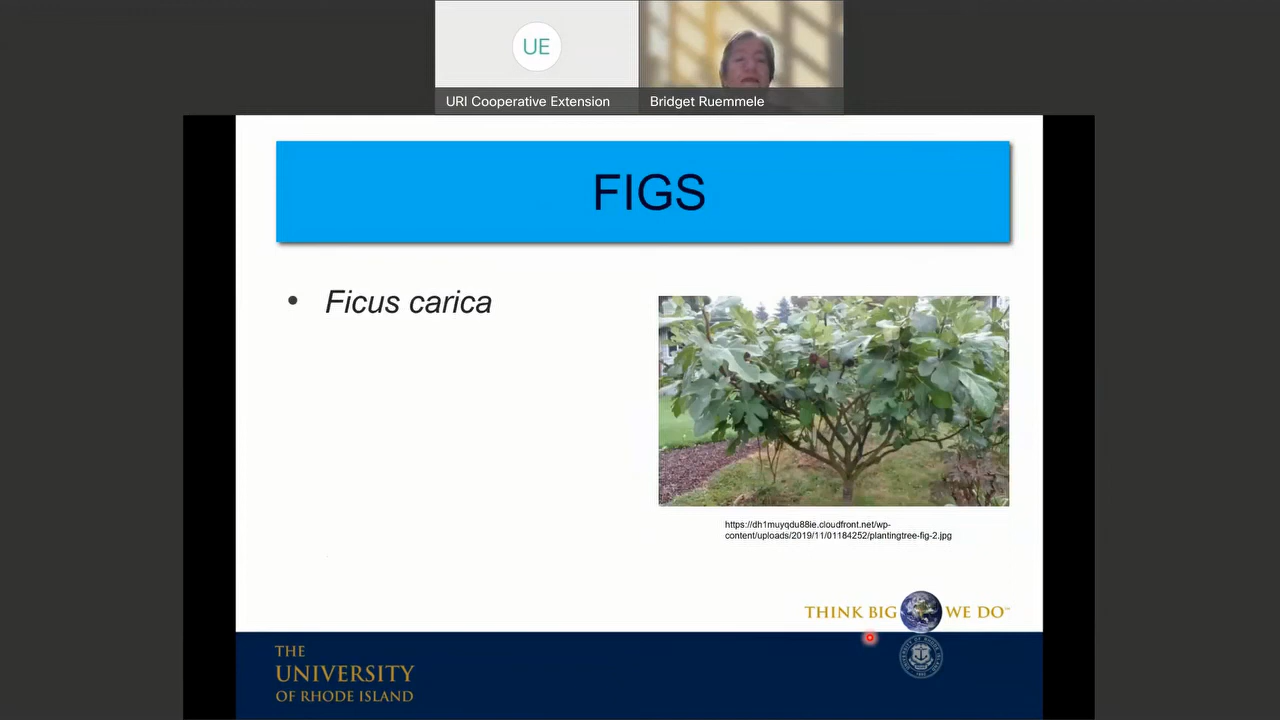 UE
URI Cooperative Extension
Bridget Ruemmele
FIGS
• Ficus carica
https://dh1muyqdu88ie.cloudfront.net/wp-
content/uploads/2019/11/01184252/plantingtree-fig-2.jpg
THINK BIG WE DO™
THE
UNIVERSITY
OF RHODE ISLAND